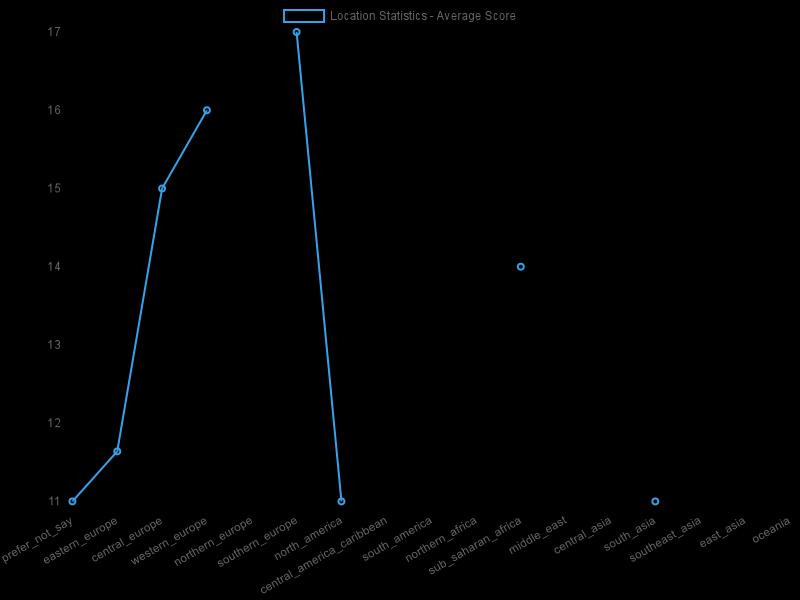 Location Statistics - Average Score
17
16
15
14
13
12
11
prefer_not_say
eastern_europe
central_europe
western_europe
northern_europe
southern_europe
north_america
central_america_caribbean
south_america
northern_africa
sub_saharan_africa
middle_east
central_asia
south_asia
southeast_asia
east_asia
oceania